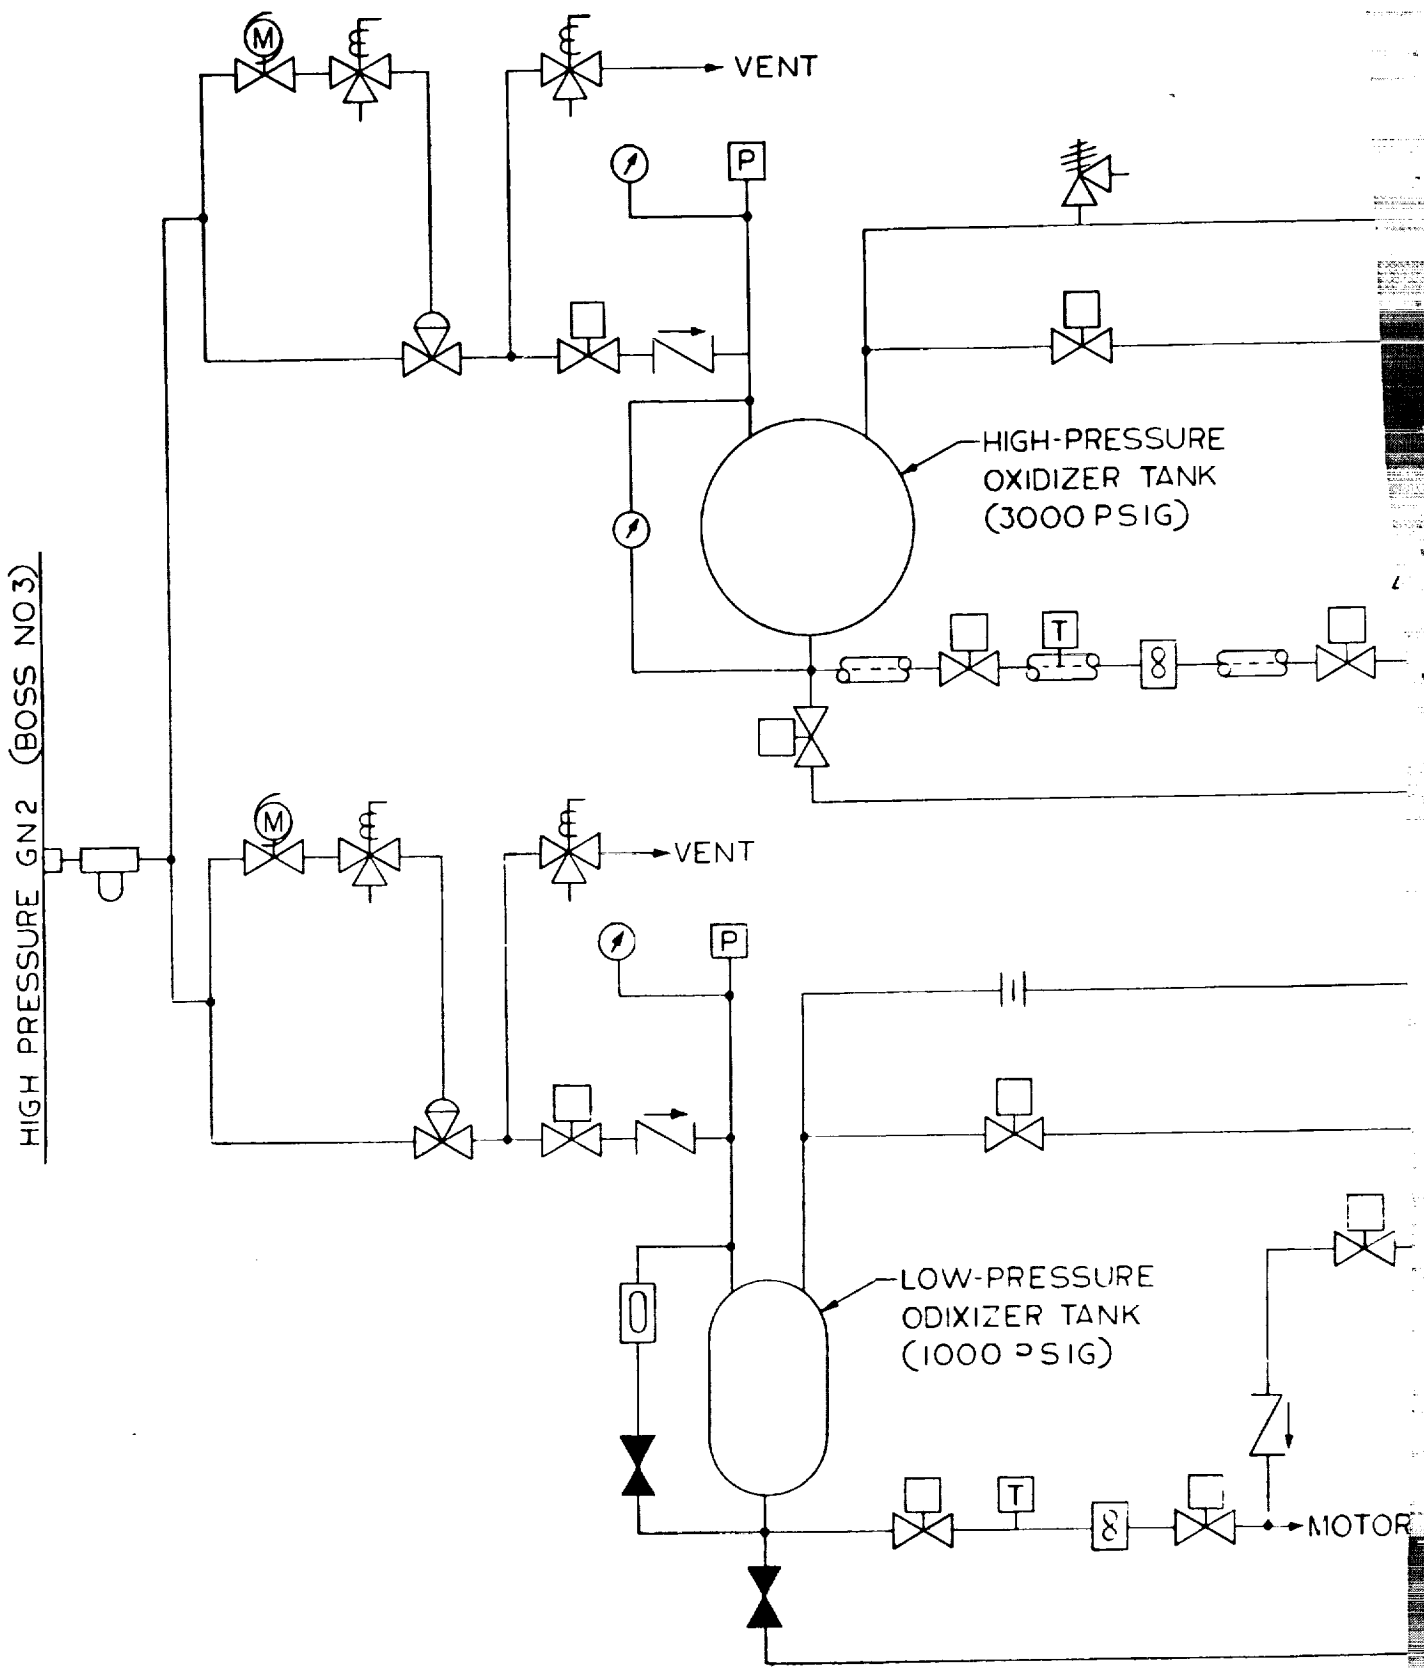 M
VENT
P
HIGH-PRESSURE
OXIDIZER TANK
(3000 PSIG)
T
HIGH PRESSURE GN2 (BOSS NO3)
M
VENT
P
LOW-PRESSURE
ODIXIZER TANK
(1000 PSIG)
T
MOTOR